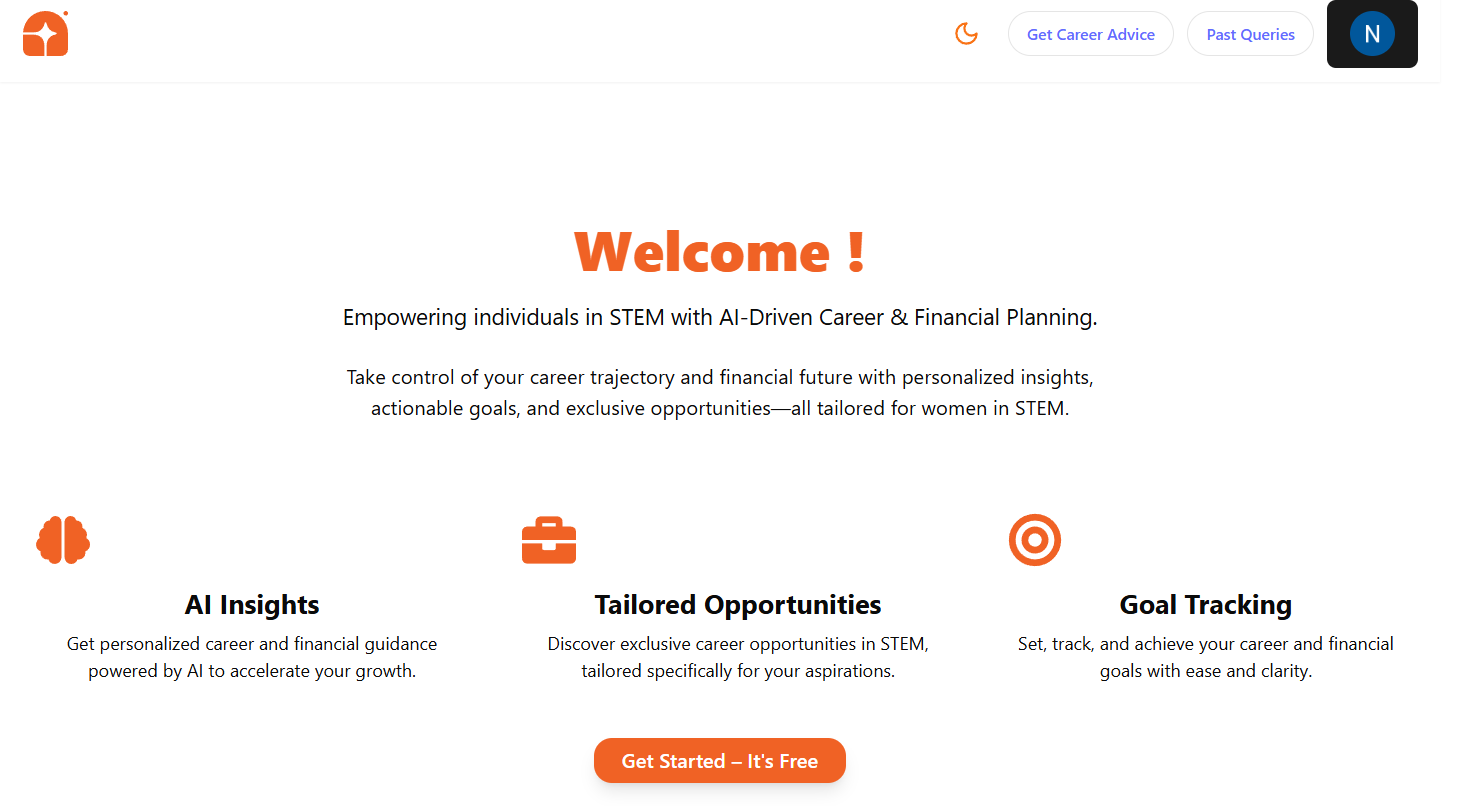 Get Career Advice
Past Queries
N
Welcome !
Empowering individuals in STEM with AI-Driven Career & Financial Planning.
Take control of your career trajectory and financial future with personalized insights,
actionable goals, and exclusive opportunities—all tailored for women in STEM.
AI Insights
Get personalized career and financial guidance
powered by AI to accelerate your growth.
Tailored Opportunities
Discover exclusive career opportunities in STEM,
tailored specifically for your aspirations.
Goal Tracking
Set, track, and achieve your career and financial
goals with ease and clarity.
Get Started – It's Free